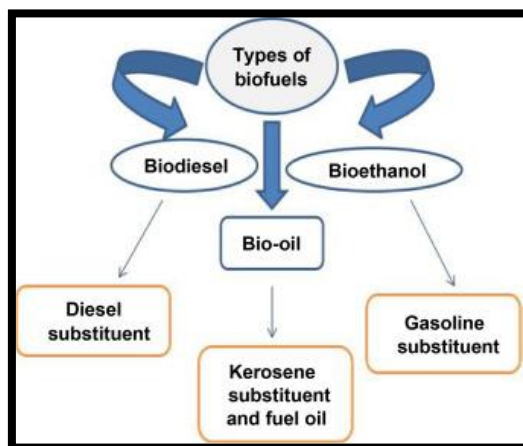 Types of
biofuels
Biodiesel
Bioethanol
Bio-oil
Diesel
substituent
Kerosene
substituent
and fuel oil
Gasoline
substituent